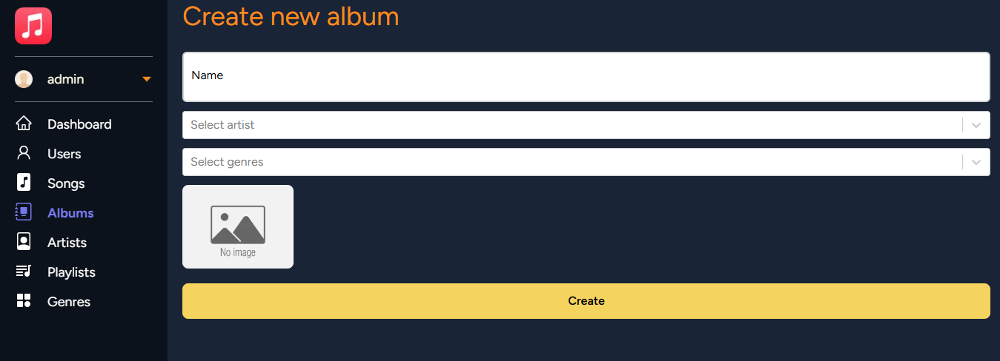 admin
Dashboard
Users
Songs
Albums
Artists
Playlists
Genres
Create new album
Name
Select artist
Select genres
No image
Create